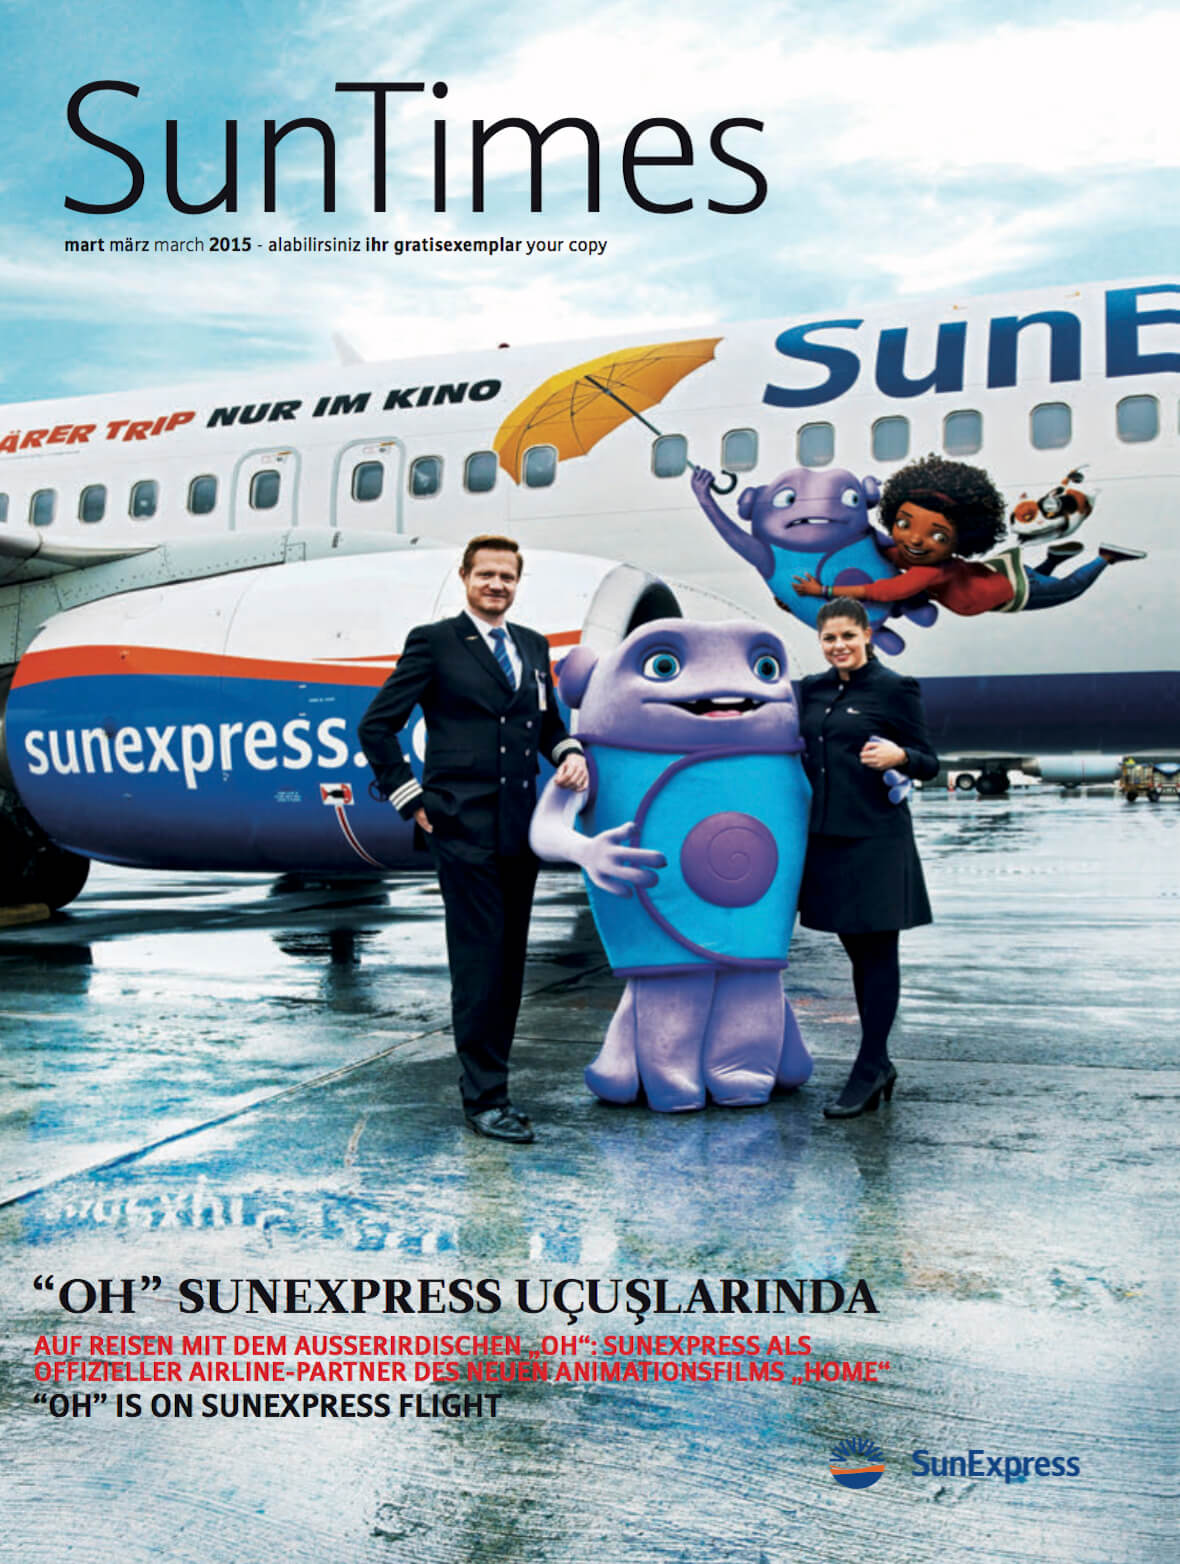 SunTimes
mart märz march 2015 - alabilirsiniz ihr gratisexemplar your copy
ÄRER TRIP NUR IM KINO
SunE
sunexpress.
“OH” SUNEXPRESS UÇUŞLARINDA
AUF REISEN MIT DEM AUSSERIRDISCHEN „OH“: SUNEXPRESS ALS
OFFIZIELLER AIRLINE-PARTNER DES NEUEN ANIMATIONSFILMS „HOME“
“OH” IS ON SUNEXPRESS FLIGHT
SunExpress